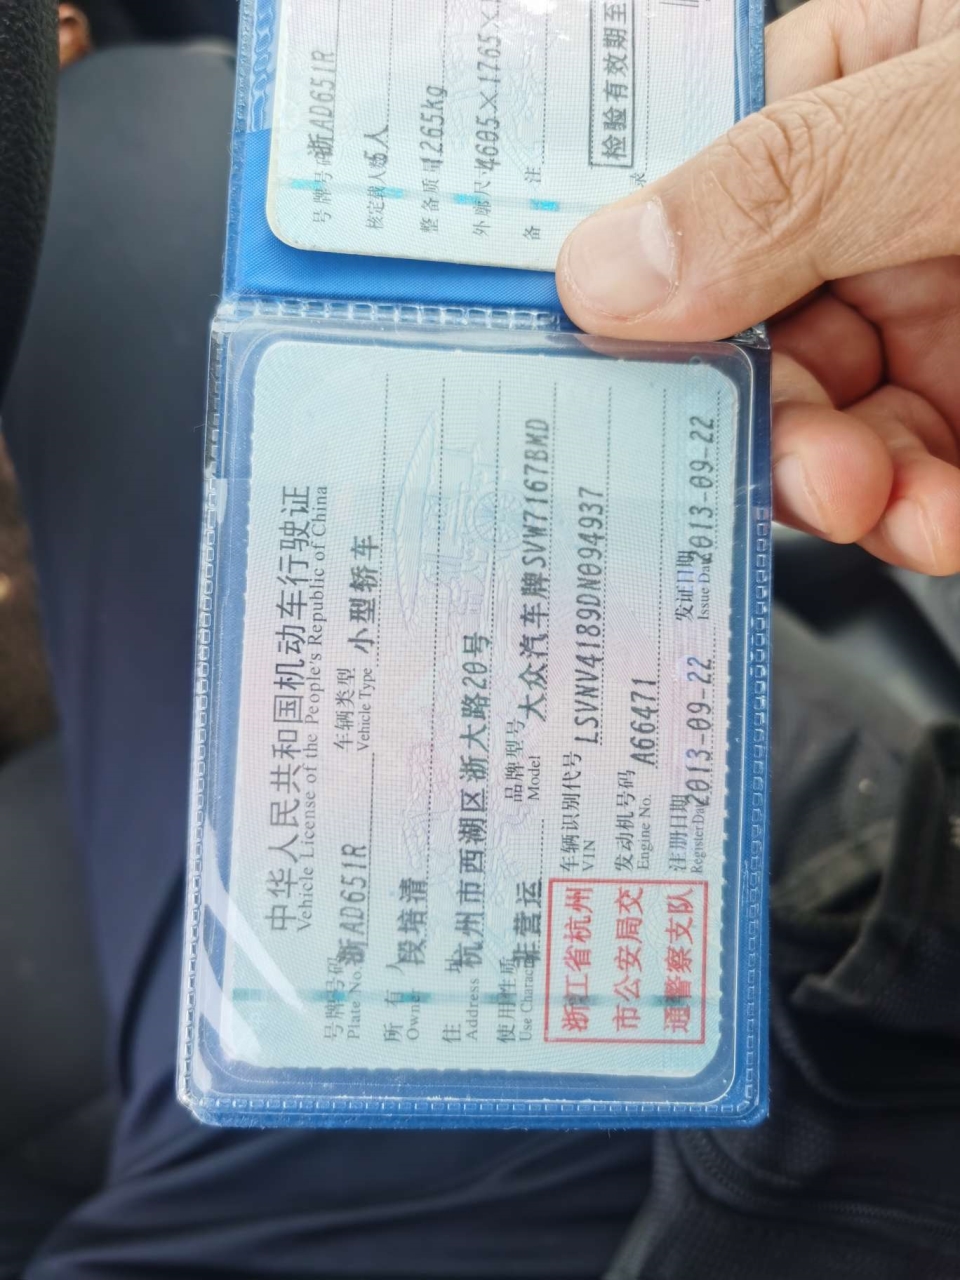 中华人民共和国机动车行驶证
Vehicle License of the People's Republic of China
号牌号码 浙AD651R 车辆类型 小型轿车
Plate No. Vehicle Type
所有人 段培清
Owner
住址 杭州市西湖区浙大路20号
Address
使用性质 非营运 品牌型号 大众汽车牌SVW7167BMD
Use Character Model
浙江省杭州
市公安局交
通警察支队
车辆识别代号 LSVNV4189DN094937
VIN
发动机号码 A66471
Engine No.
注册日期 2013-09-22 发证日期 2013-09-22
Register Date Issue Date
号牌号码 浙AD651R
核定载人数 5人
整备质量 1265kg
外廓尺寸 4605×1765×
备注
检验有效期至
录